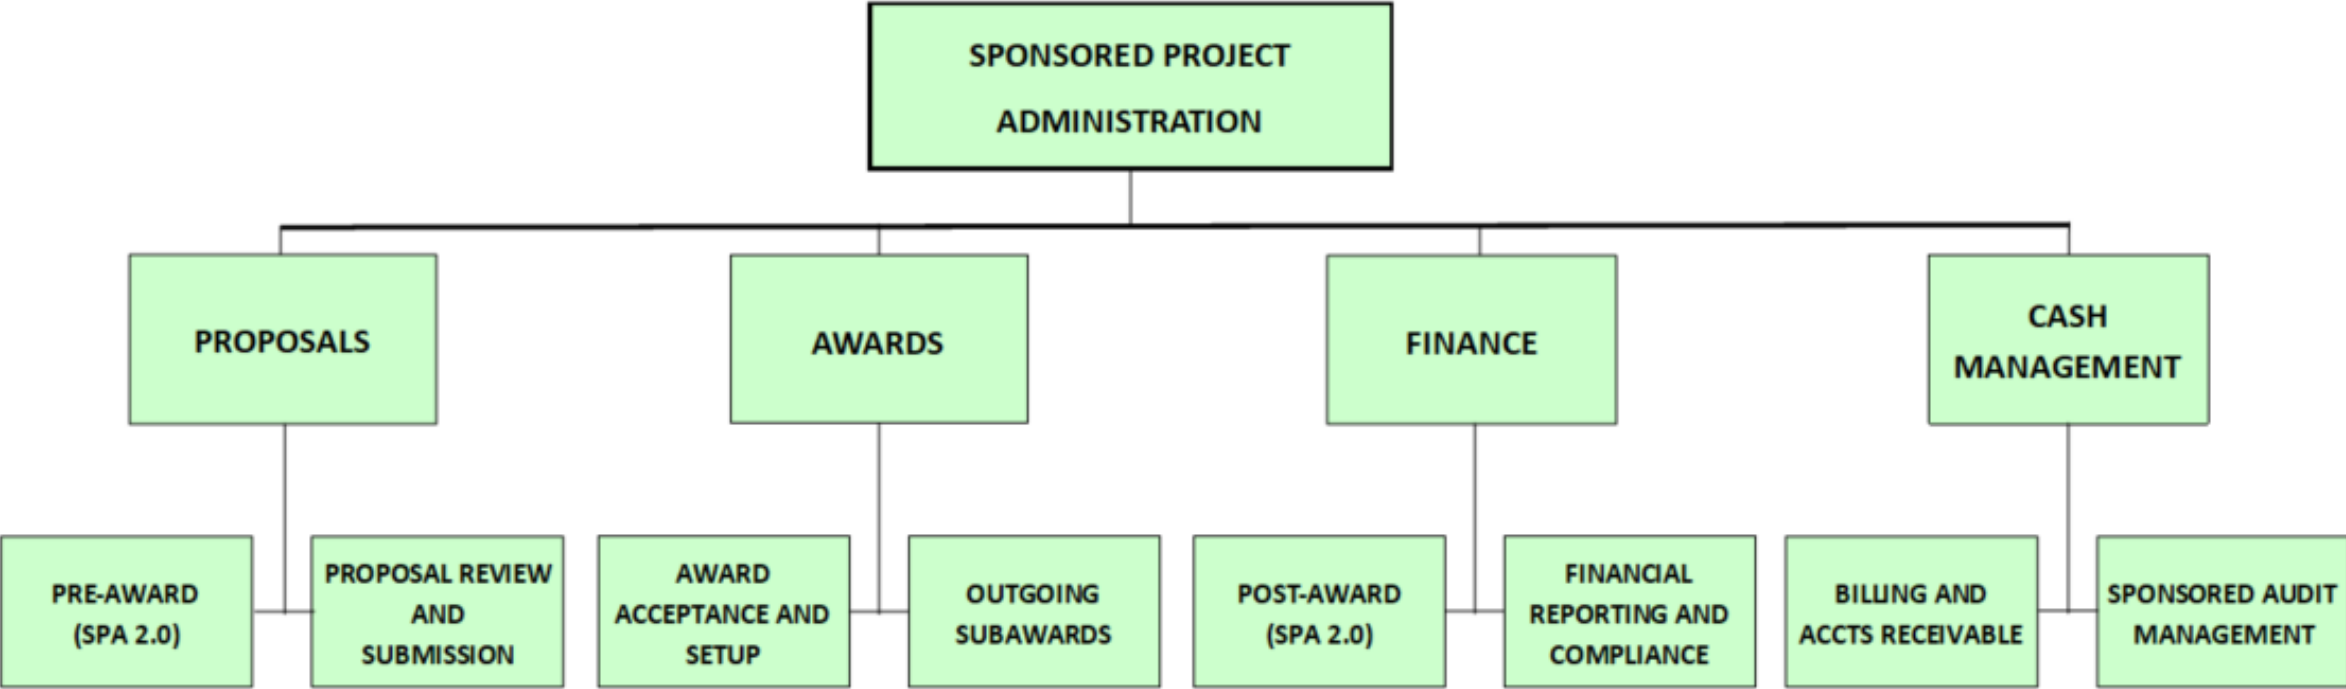 SPONSORED PROJECT
ADMINISTRATION
PROPOSALS
AWARDS
FINANCE
CASH
MANAGEMENT
PRE-AWARD
(SPA 2.0)
PROPOSAL REVIEW
AND
SUBMISSION
AWARD
ACCEPTANCE AND
SETUP
OUTGOING
SUBAWARDS
POST-AWARD
(SPA 2.0)
FINANCIAL
REPORTING AND
COMPLIANCE
BILLING AND
ACCTS RECEIVABLE
SPONSORED AUDIT
MANAGEMENT